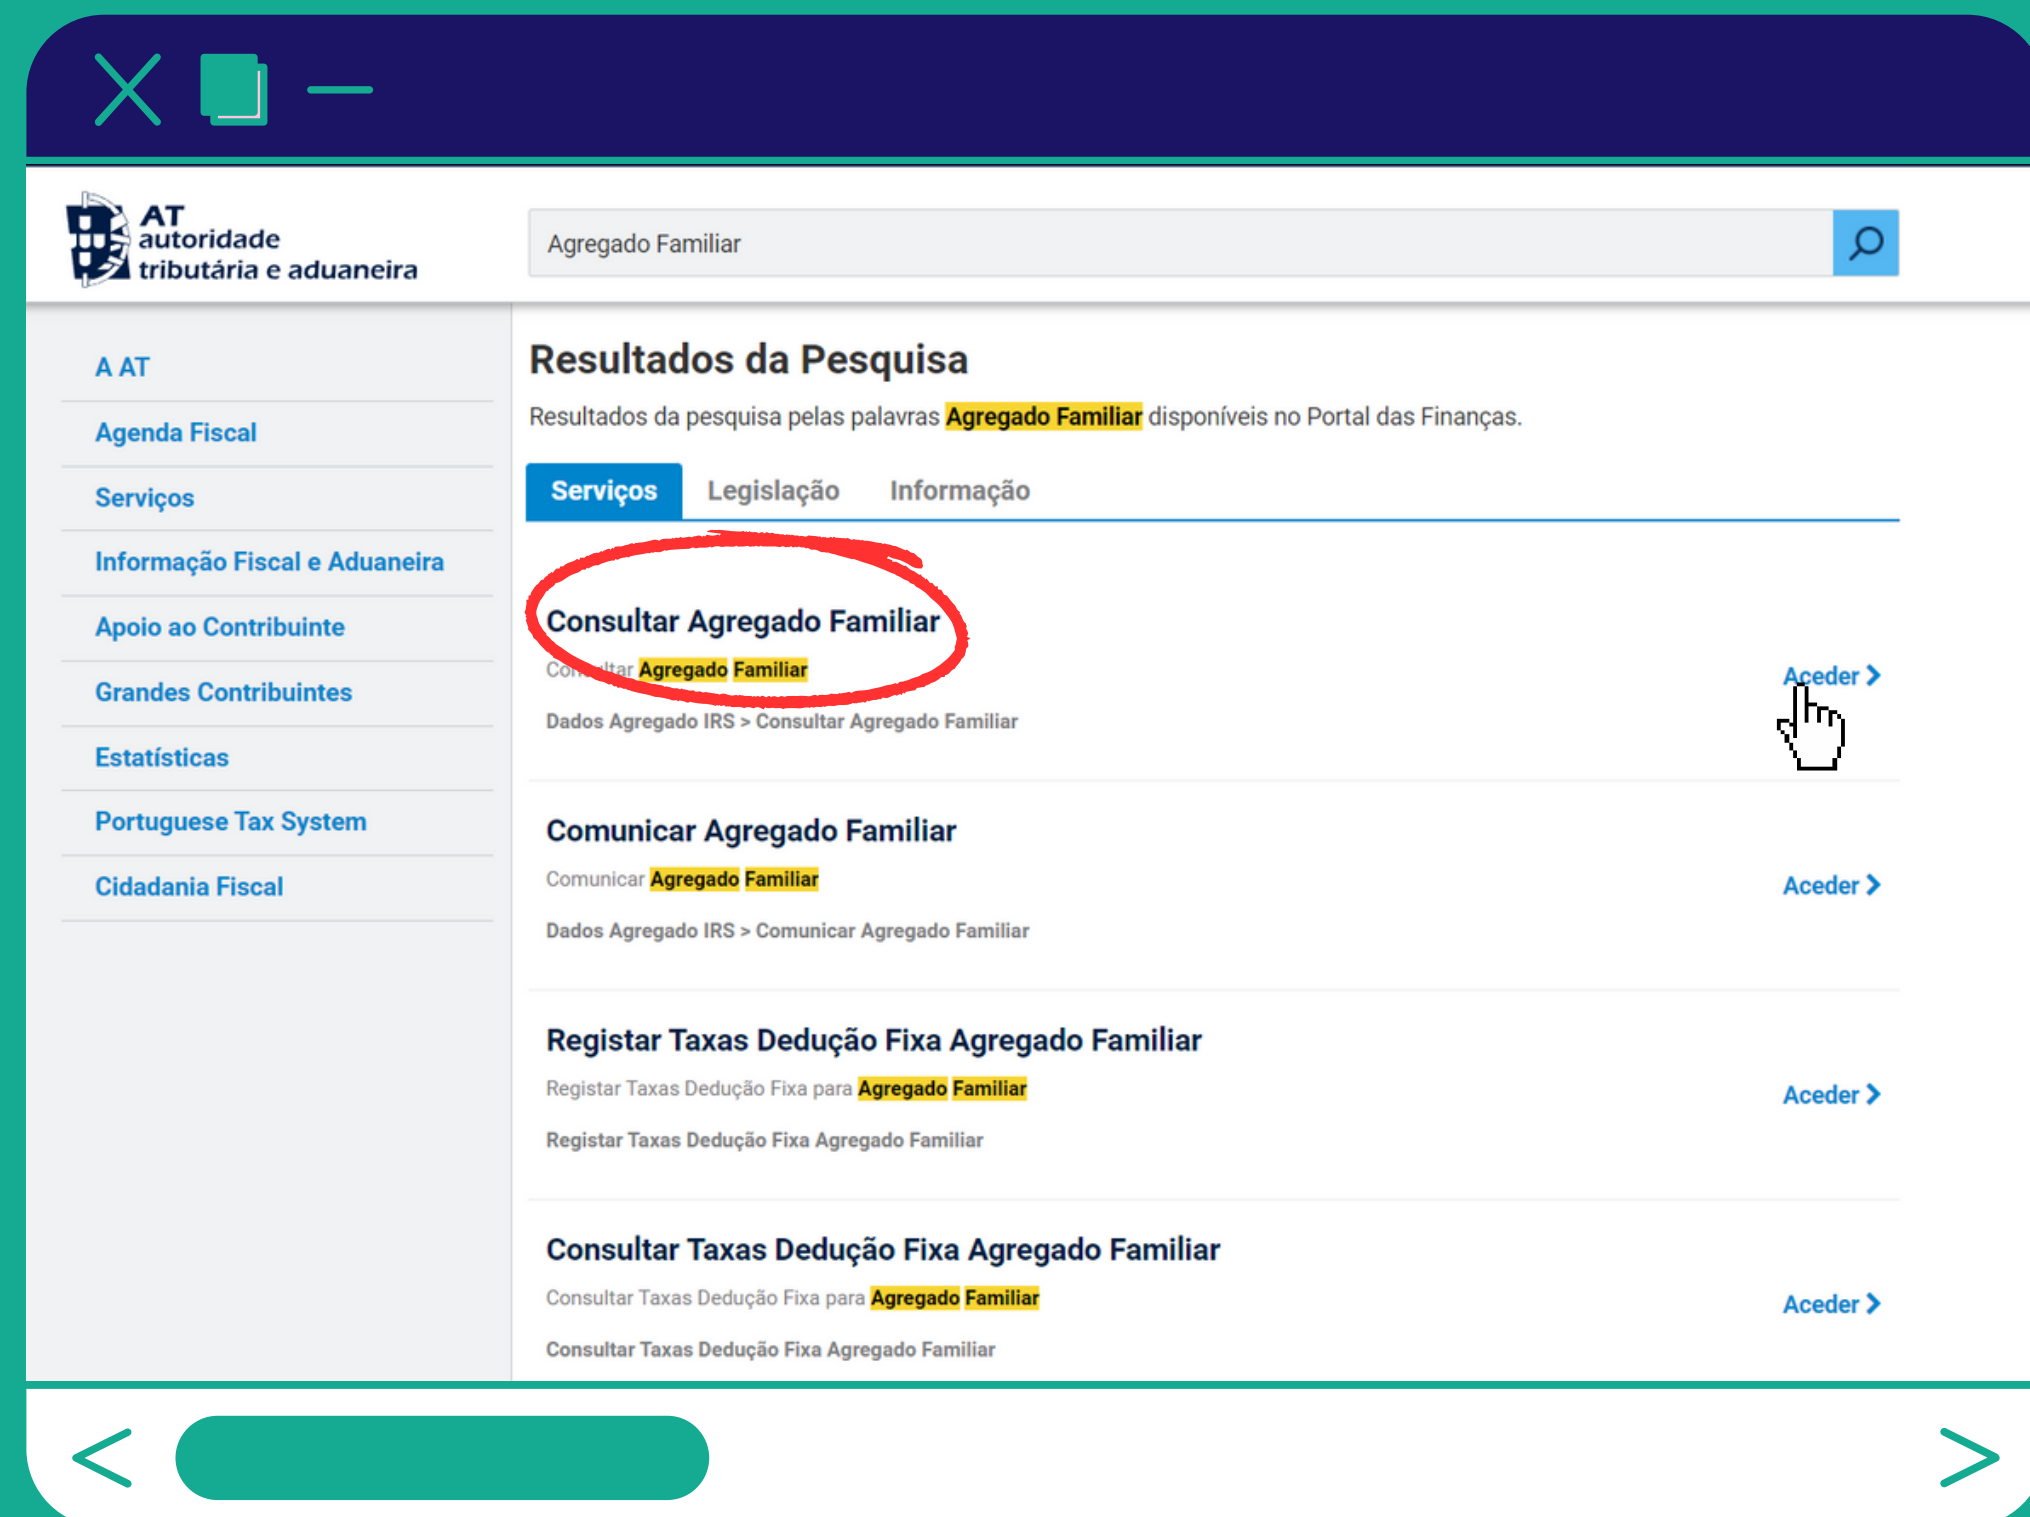 AT
autoridade
tributária e aduaneira
Agregado Familiar
A AT
Agenda Fiscal
Serviços
Informação Fiscal e Aduaneira
Apoio ao Contribuinte
Grandes Contribuintes
Estatísticas
Portuguese Tax System
Cidadania Fiscal
Resultados da Pesquisa
Resultados da pesquisa pelas palavras Agregado Familiar disponíveis no Portal das Finanças.
Serviços Legislação Informação
Consultar Agregado Familiar
Consultar Agregado Familiar
Aceder
Dados Agregado IRS > Consultar Agregado Familiar
Comunicar Agregado Familiar
Comunicar Agregado Familiar
Aceder
Dados Agregado IRS > Comunicar Agregado Familiar
Registar Taxas Dedução Fixa Agregado Familiar
Registar Taxas Dedução Fixa para Agregado Familiar
Aceder
Registar Taxas Dedução Fixa Agregado Familiar
Consultar Taxas Dedução Fixa Agregado Familiar
Consultar Taxas Dedução Fixa para Agregado Familiar
Aceder
Consultar Taxas Dedução Fixa Agregado Familiar